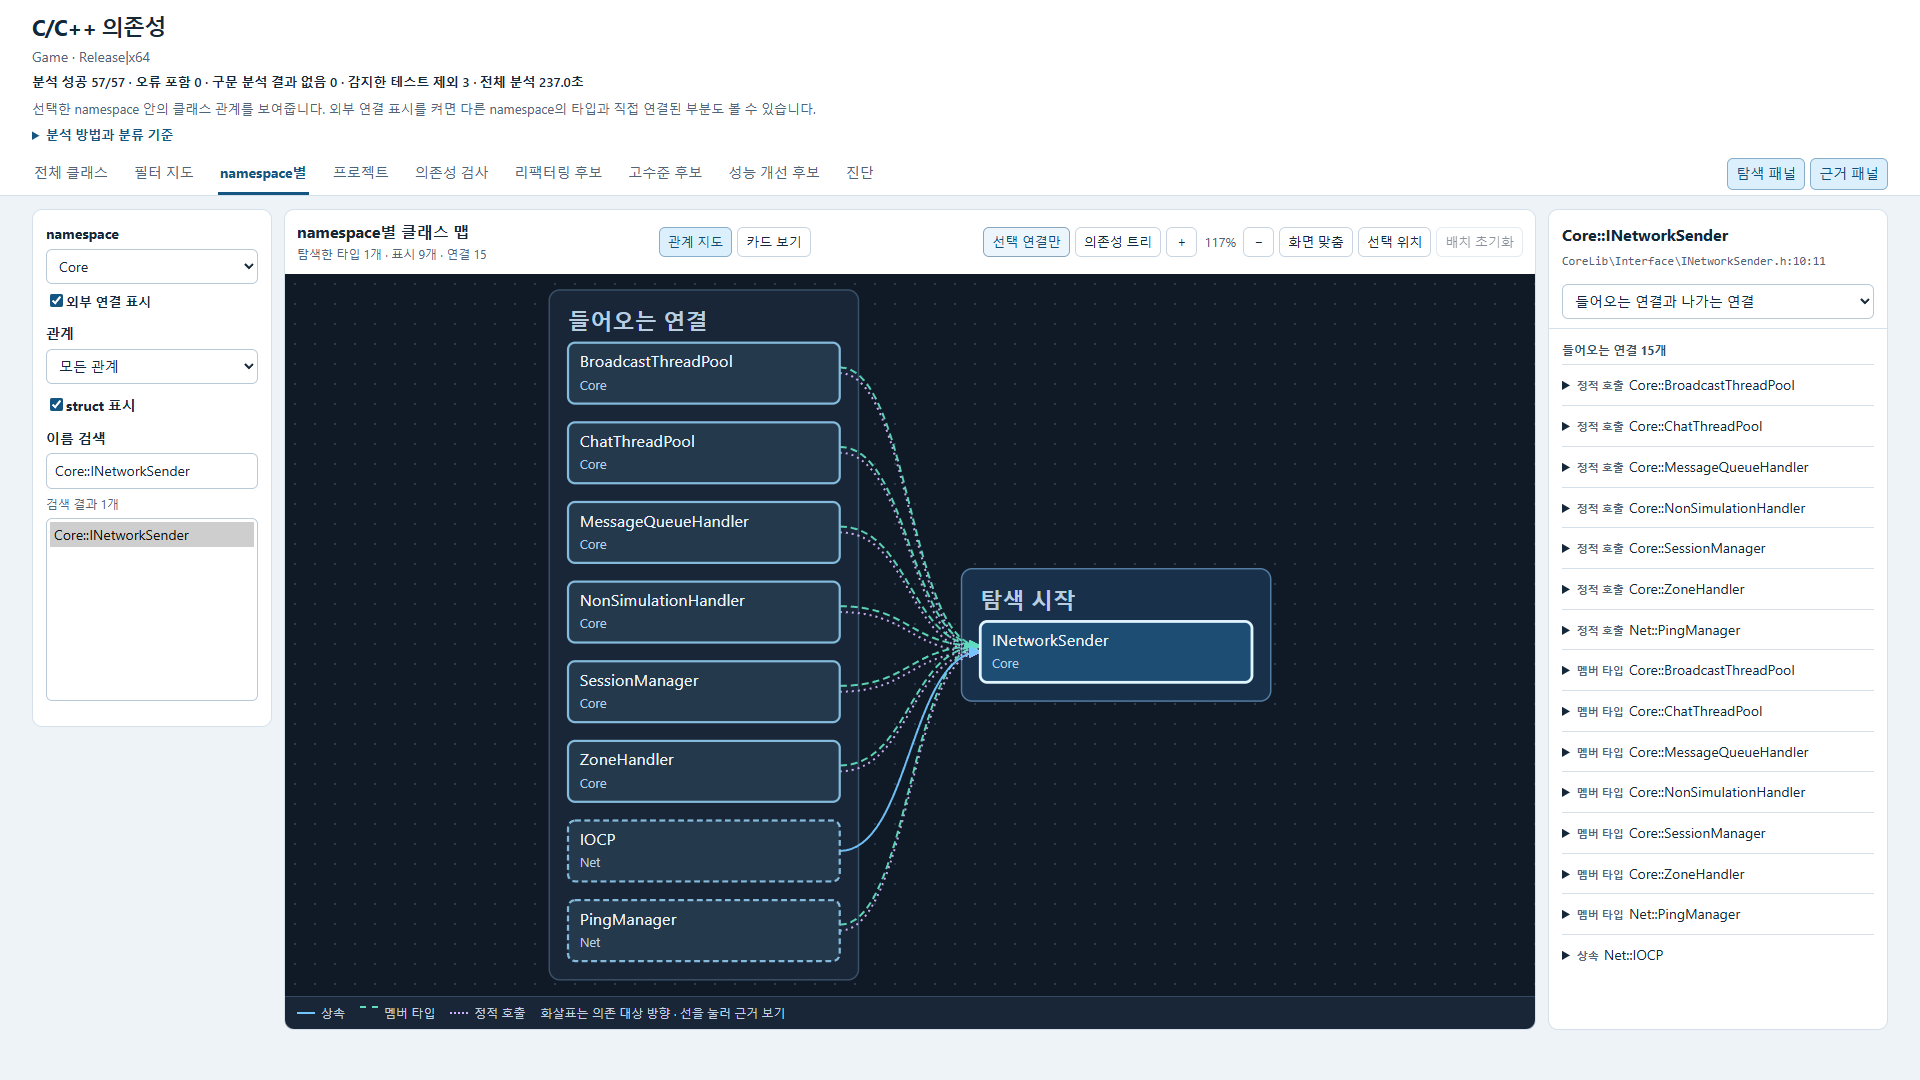 C/C++ 의존성
Game · Release|x64
분석 성공 57/57 · 오류 포함 0 · 구문 분석 결과 없음 0 · 감지한 테스트 제외 3 · 전체 분석 237.0초
선택한 namespace 안의 클래스 관계를 보여줍니다. 외부 연결 표시를 켜면 다른 namespace의 타입과 직접 연결된 부분도 볼 수 있습니다.
▶ 분석 방법과 분류 기준
전체 클래스 필터 지도 namespace별 프로젝트 의존성 검사 리팩터링 후보 고수준 후보 성능 개선 후보 진단
탐색 패널 근거 패널
namespace
Core
외부 연결 표시
관계
모든 관계
struct 표시
이름 검색
Core::INetworkSender
검색 결과 1개
Core::INetworkSender
namespace별 클래스 맵
탐색한 타입 1개 · 표시 9개 · 연결 15
관계 지도 카드 보기
선택 연결만 의존성 트리 + 117% − 화면 맞춤 선택 위치 배치 초기화
들어오는 연결
BroadcastThreadPool
Core
ChatThreadPool
Core
MessageQueueHandler
Core
NonSimulationHandler
Core
SessionManager
Core
ZoneHandler
Core
IOCP
Net
PingManager
Net
탐색 시작
INetworkSender
Core
상속 멤버 타입 정적 호출 화살표는 의존 대상 방향 · 선을 눌러 근거 보기
Core::INetworkSender
CoreLib\Interface\INetworkSender.h:10:11
들어오는 연결과 나가는 연결
들어오는 연결 15개
▶ 정적 호출 Core::BroadcastThreadPool
▶ 정적 호출 Core::ChatThreadPool
▶ 정적 호출 Core::MessageQueueHandler
▶ 정적 호출 Core::NonSimulationHandler
▶ 정적 호출 Core::SessionManager
▶ 정적 호출 Core::ZoneHandler
▶ 정적 호출 Net::PingManager
▶ 멤버 타입 Core::BroadcastThreadPool
▶ 멤버 타입 Core::ChatThreadPool
▶ 멤버 타입 Core::MessageQueueHandler
▶ 멤버 타입 Core::NonSimulationHandler
▶ 멤버 타입 Core::SessionManager
▶ 멤버 타입 Core::ZoneHandler
▶ 멤버 타입 Net::PingManager
▶ 상속 Net::IOCP